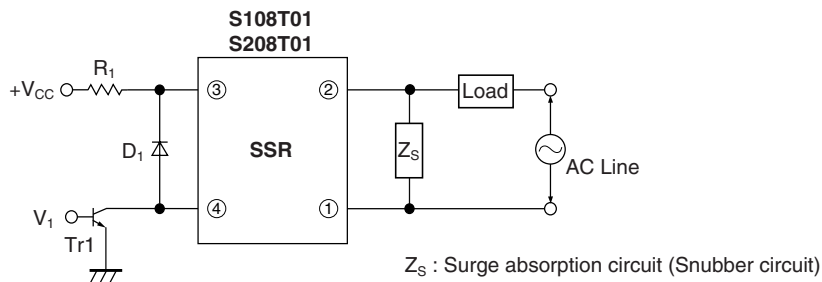 S108T01
S208T01
R1
+VCC
③
②
Load
D1
SSR
ZS
AC Line
V1
④
①
Tr1
ZS : Surge absorption circuit (Snubber circuit)